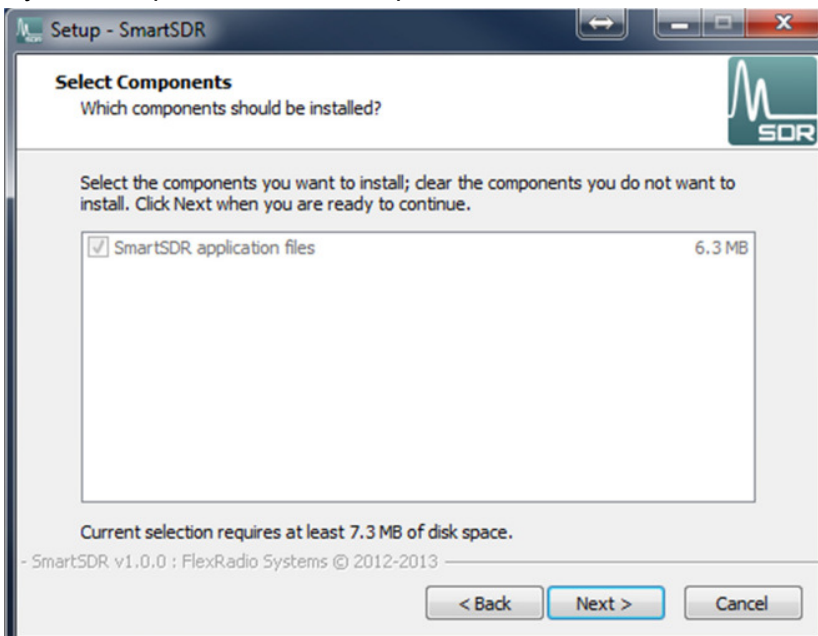 Setup - SmartSDR
Select Components
Which components should be installed?
SDR
Select the components you want to install; clear the components you do not want to
install. Click Next when you are ready to continue.
SmartSDR application files 6.3 MB
Current selection requires at least 7.3 MB of disk space.
- SmartSDR v1.0.0 : FlexRadio Systems © 2012-2013
< Back Next > Cancel